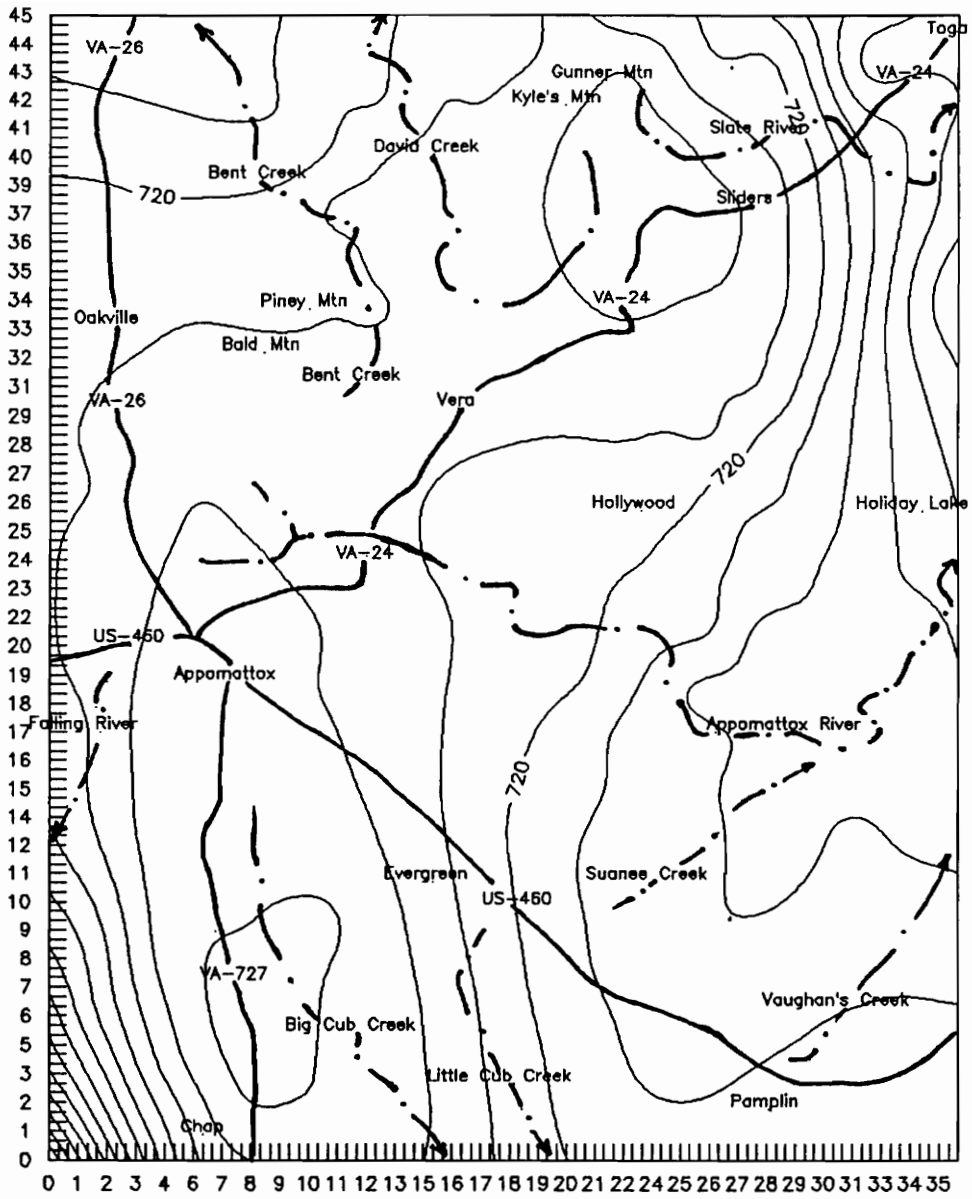 45
Toga
44
VA-26
43
Gunner Mtn
VA-24
42
Kyle's Mtn
720
41
Slate River
40
David Creek
39
Bent Creek
720
Sliders
37
36
35
34
Piney Mtn
VA-24
33
Oakville
32
Bald Mtn
31
Bent Creek
29
VA-26
Vera
28
27
720
26
Hollywood
Holiday Lake
25
24
VA-24
23
22
20
US-460
19
Appomattox
18
17
Falling River
Appomattox River
16
15
720
14
12
11
Evergreen
Suanee Creek
10
US-460
9
8
7
VA-727
6
Vaughan's Creek
5
Big Cub Creek
3
Little Cub Creek
2
Pamplin
1
Chap
0
0 1 2 3 4 5 6 7 8 9 10 12 13 14 15 16 17 18 19 20 22 23 24 25 26 27 28 29 30 31 33 34 35